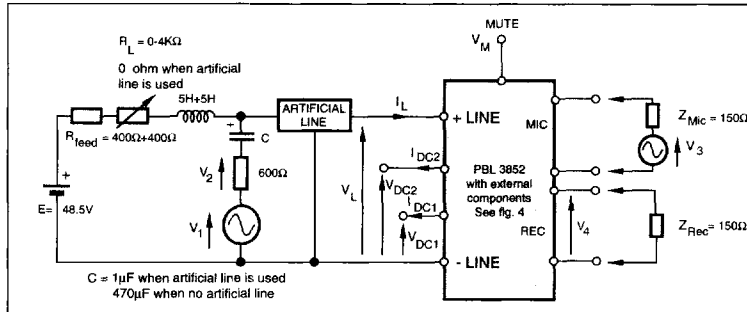 R_L = 0-4KΩ
0 ohm when artificial
line is used
5H+5H
R_feed = 400Ω+400Ω
+
E= 48.5V
+
C
V_2
600Ω
V_1
C = 1μF when artificial line is used
470μF when no artificial line
ARTIFICIAL
LINE
I_L
V_L
I_DC2
V_DC2
I_DC1
V_DC1
MUTE
V_M
+ LINE
MIC
PBL 3852
with external
components
See fig. 4
REC
- LINE
Z_Mic = 150Ω
V_3
V_4
Z_Rec = 150Ω